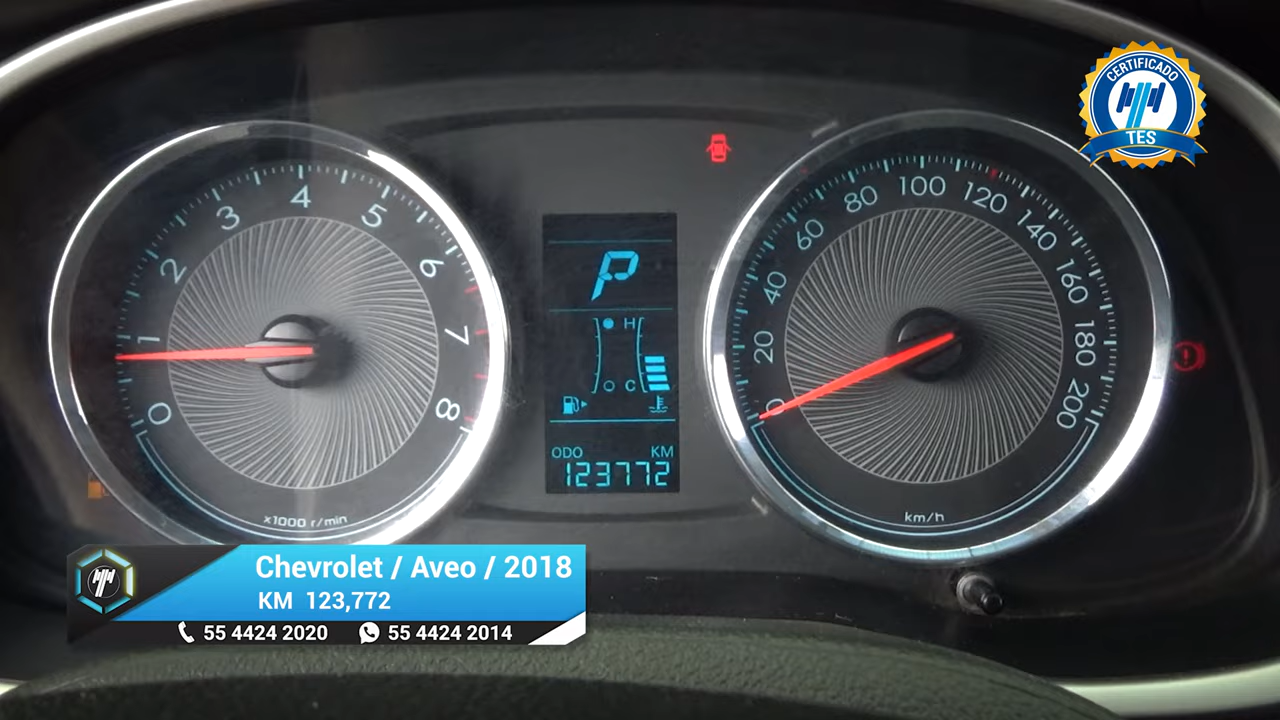 CERTIFICADO
TES
0 1 2 3 4 5 6 7 8
x1000 r/min
P
H
C
ODO KM
123772
0 20 40 60 80 100 120 140 160 180 200
km/h
Chevrolet / Aveo / 2018
KM 123,772
55 4424 2020 55 4424 2014